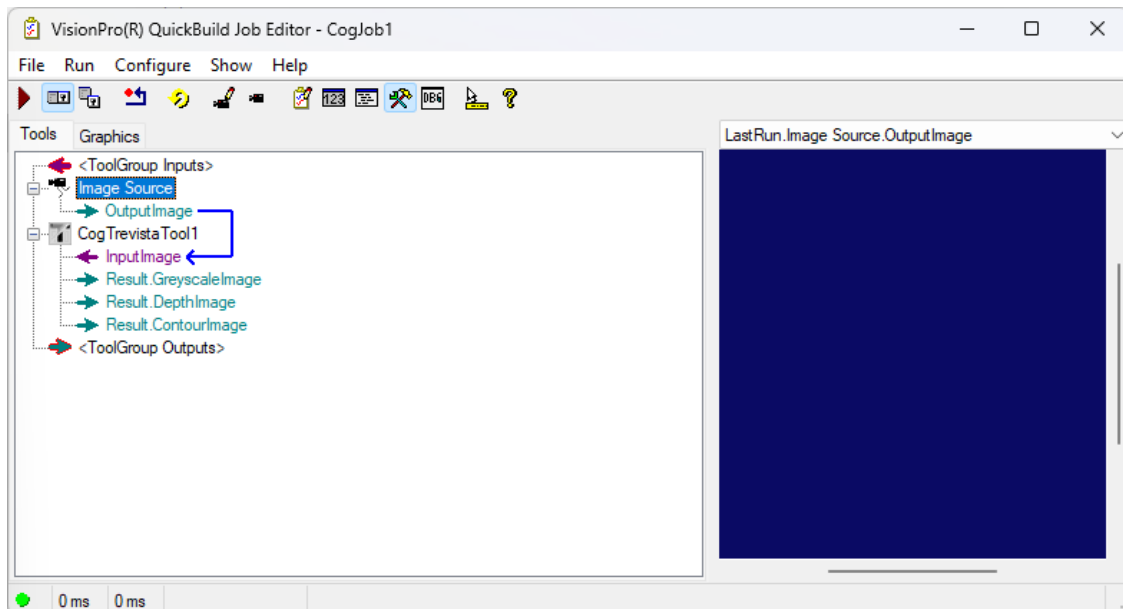 VisionPro(R) QuickBuild Job Editor - CogJob1
File Run Configure Show Help
123 DBG ?
Tools Graphics
LastRun.Image Source.OutputImage
<ToolGroup Inputs>
Image Source
OutputImage
CogTrevistaTool1
InputImage
Result.GreyscaleImage
Result.DepthImage
Result.ContourImage
<ToolGroup Outputs>
0 ms 0 ms